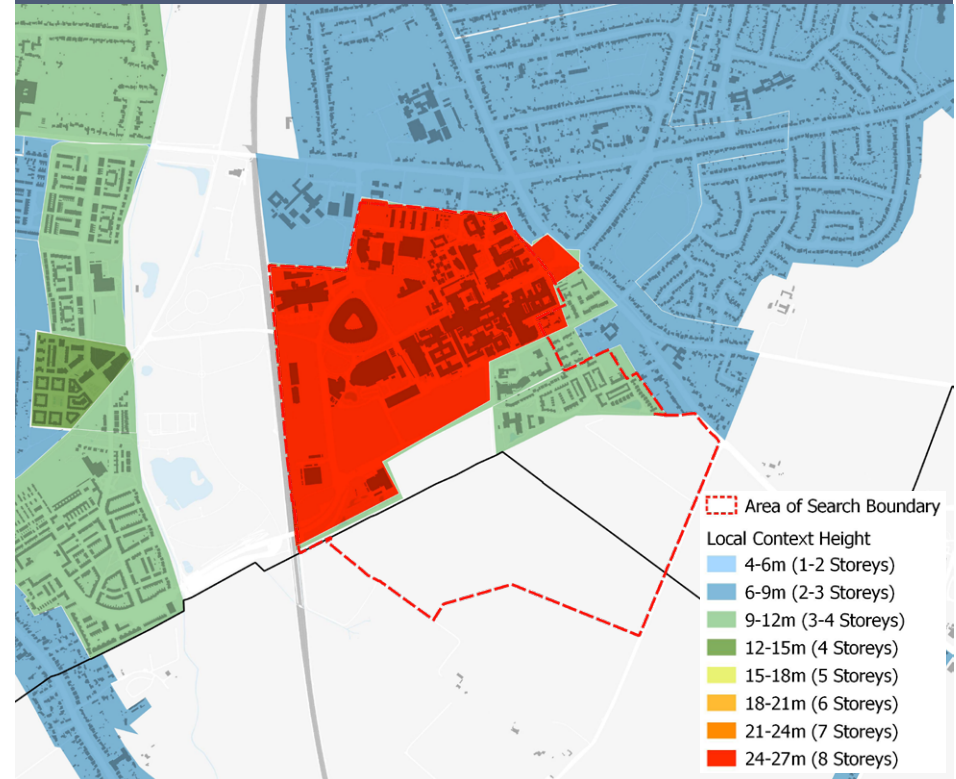 Area of Search Boundary
Local Context Height
4-6m (1-2 Storeys)
6-9m (2-3 Storeys)
9-12m (3-4 Storeys)
12-15m (4 Storeys)
15-18m (5 Storeys)
18-21m (6 Storeys)
21-24m (7 Storeys)
24-27m (8 Storeys)